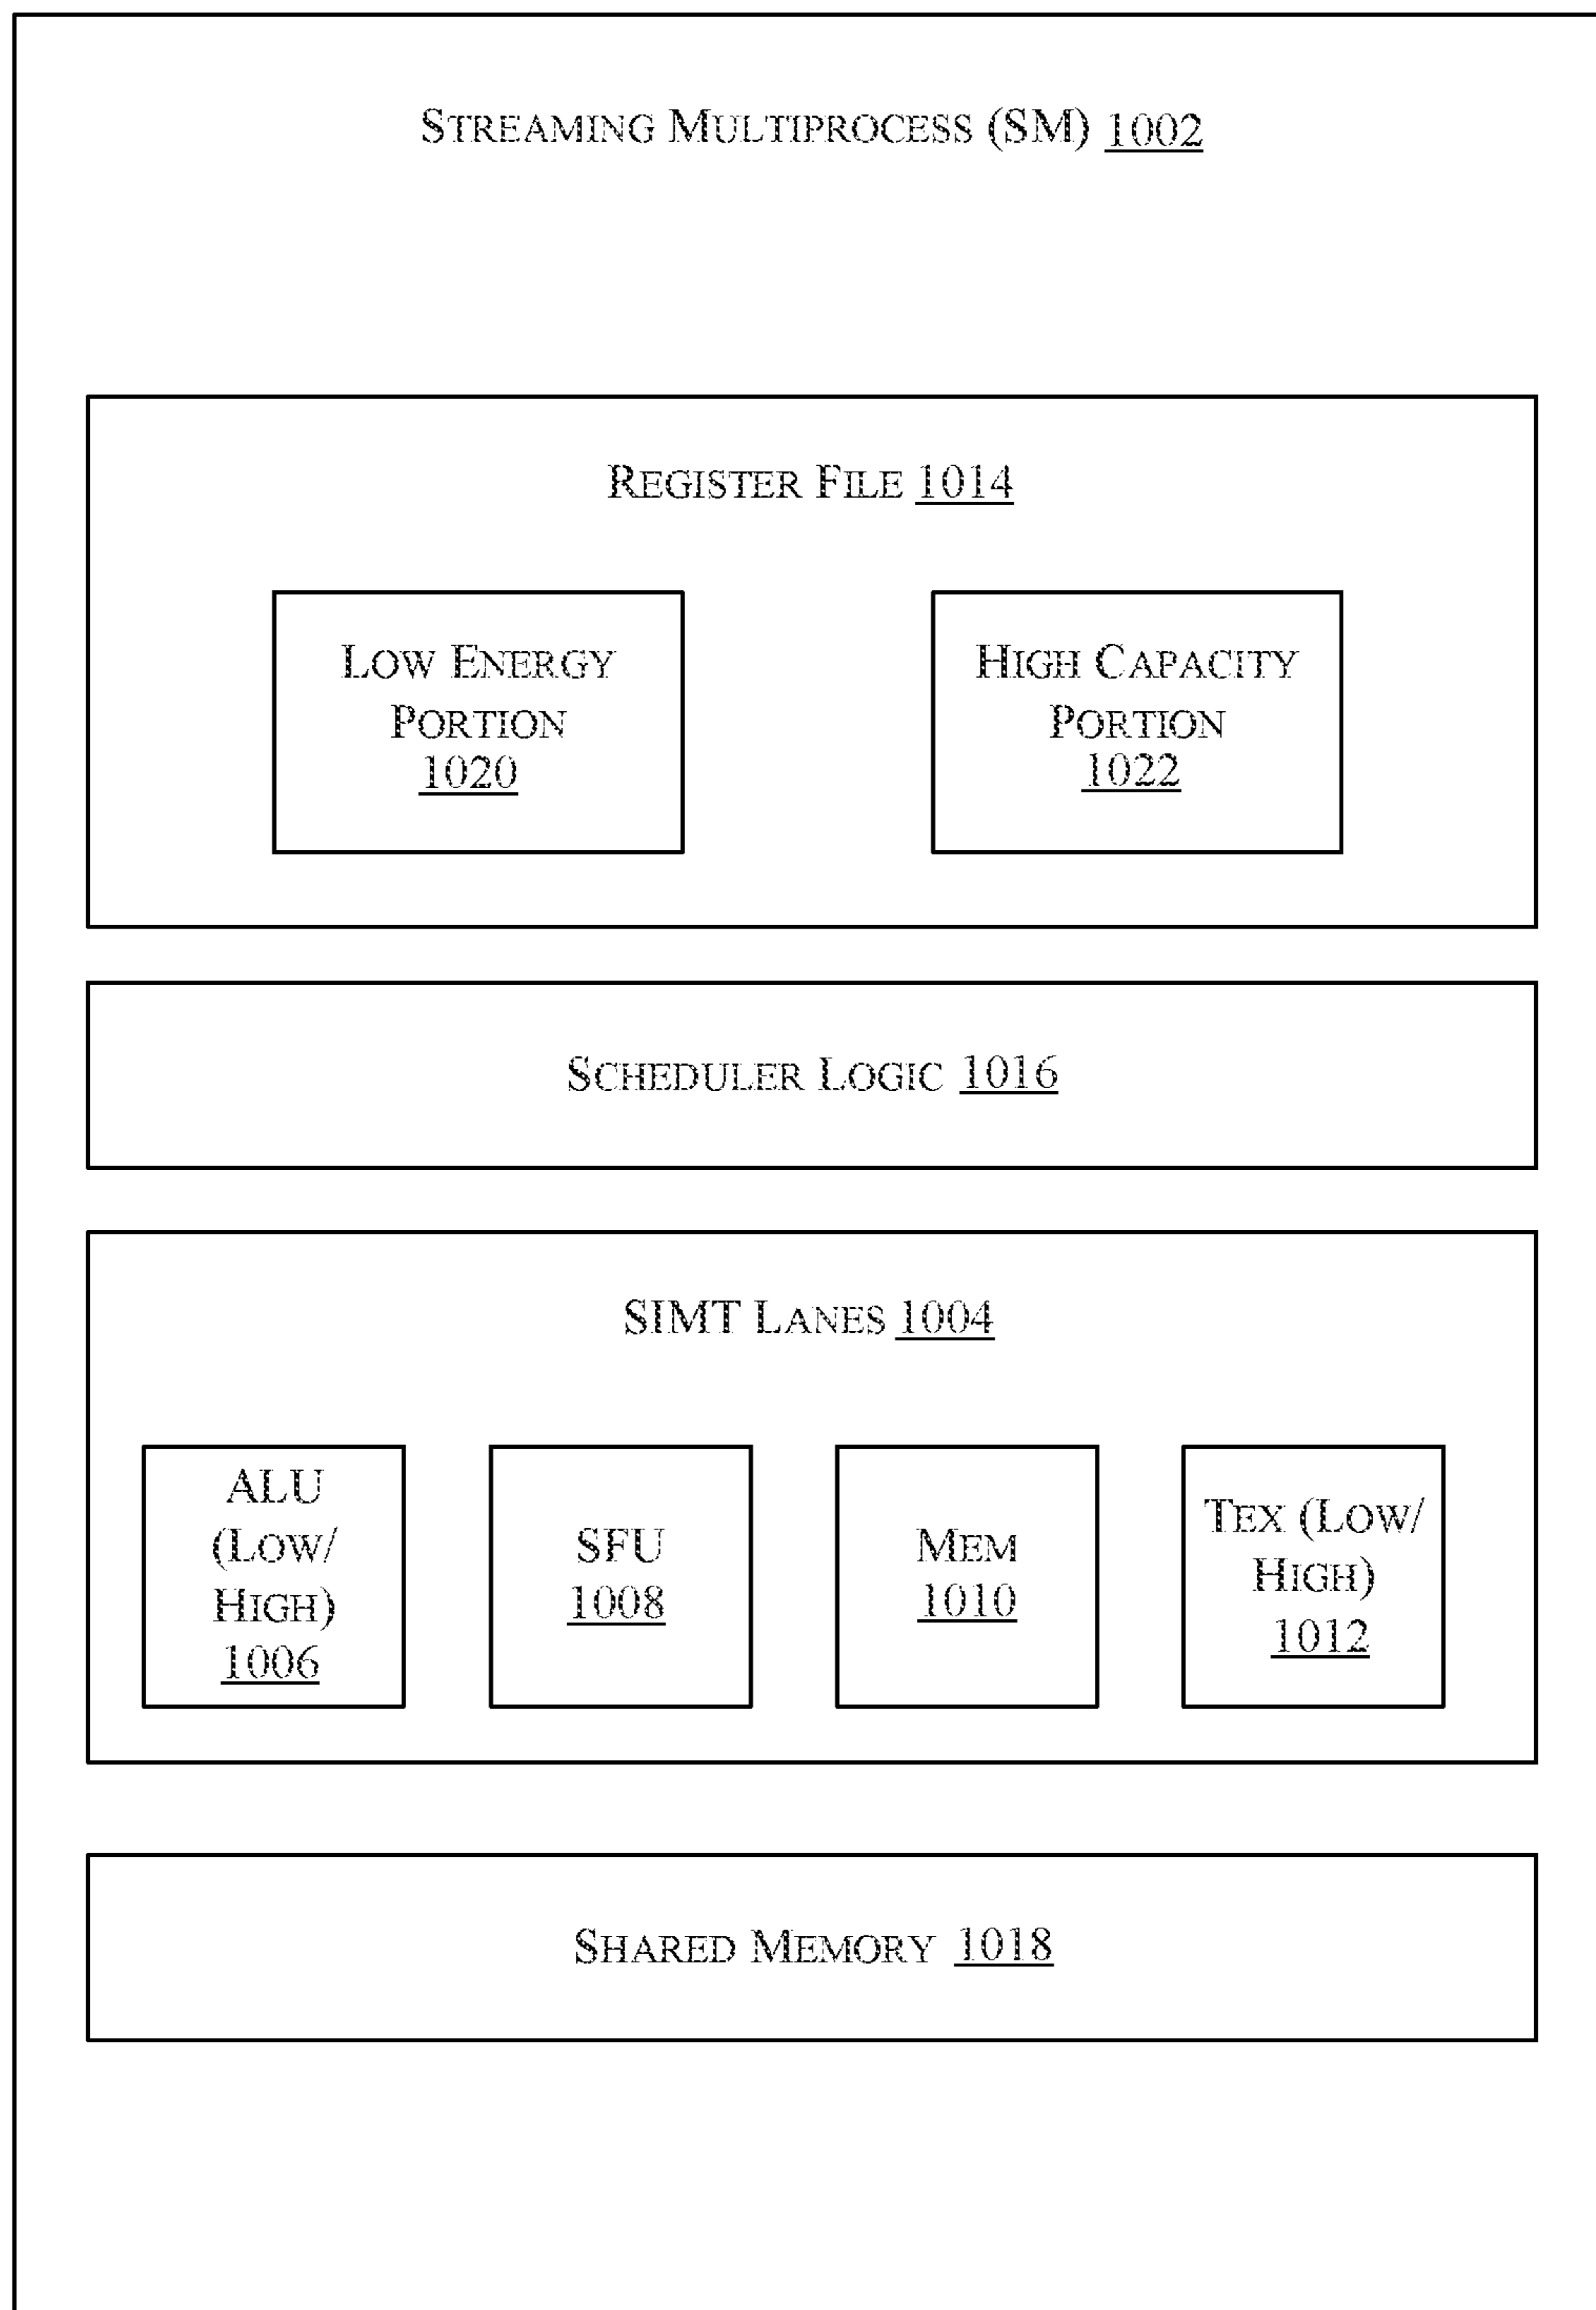 STREAMING MULTIPROCESS (SM) 1002
REGISTER FILE 1014
LOW ENERGY
PORTION
1020
HIGH CAPACITY
PORTION
1022
SCHEDULER LOGIC 1016
SIMT LANES 1004
ALU
(LOW/
HIGH)
1006
SFU
1008
MEM
1010
TEX (LOW/
HIGH)
1012
SHARED MEMORY 1018